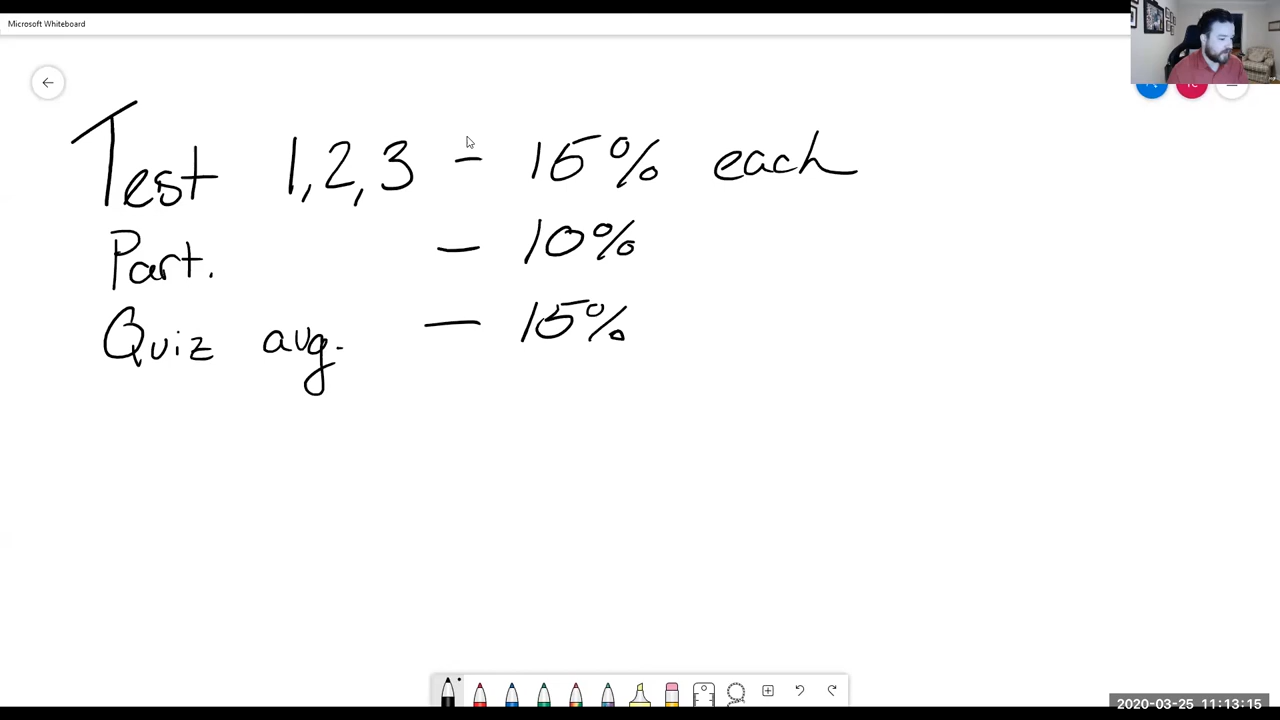 Microsoft Whiteboard
Test 1,2,3 - 15% each
Part. - 10%
Quiz avg. - 15%
2020-03-25 11:13:15